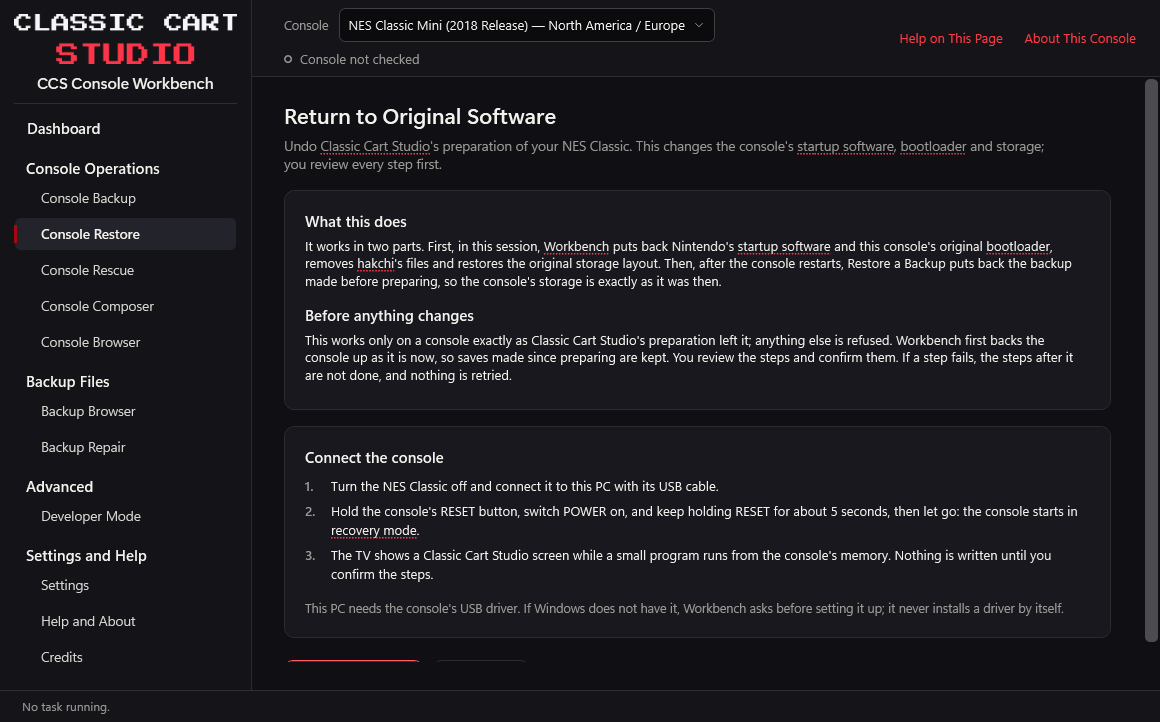 CLASSIC CART
STUDIO
CCS Console Workbench
Dashboard
Console Operations
Console Backup
Console Restore
Console Rescue
Console Composer
Console Browser
Backup Files
Backup Browser
Backup Repair
Advanced
Developer Mode
Settings and Help
Settings
Help and About
Credits
Console
NES Classic Mini (2018 Release) — North America / Europe
Console not checked
Help on This Page
About This Console
Return to Original Software
Undo Classic Cart Studio's preparation of your NES Classic. This changes the console's startup software, bootloader and storage;
you review every step first.
What this does
It works in two parts. First, in this session, Workbench puts back Nintendo's startup software and this console's original bootloader,
removes hakchi's files and restores the original storage layout. Then, after the console restarts, Restore a Backup puts back the backup
made before preparing, so the console's storage is exactly as it was then.
Before anything changes
This works only on a console exactly as Classic Cart Studio's preparation left it; anything else is refused. Workbench first backs the
console up as it is now, so saves made since preparing are kept. You review the steps and confirm them. If a step fails, the steps after it
are not done, and nothing is retried.
Connect the console
1. Turn the NES Classic off and connect it to this PC with its USB cable.
2. Hold the console's RESET button, switch POWER on, and keep holding RESET for about 5 seconds, then let go: the console starts in
recovery mode.
3. The TV shows a Classic Cart Studio screen while a small program runs from the console's memory. Nothing is written until you
confirm the steps.
This PC needs the console's USB driver. If Windows does not have it, Workbench asks before setting it up; it never installs a driver by itself.
No task running.